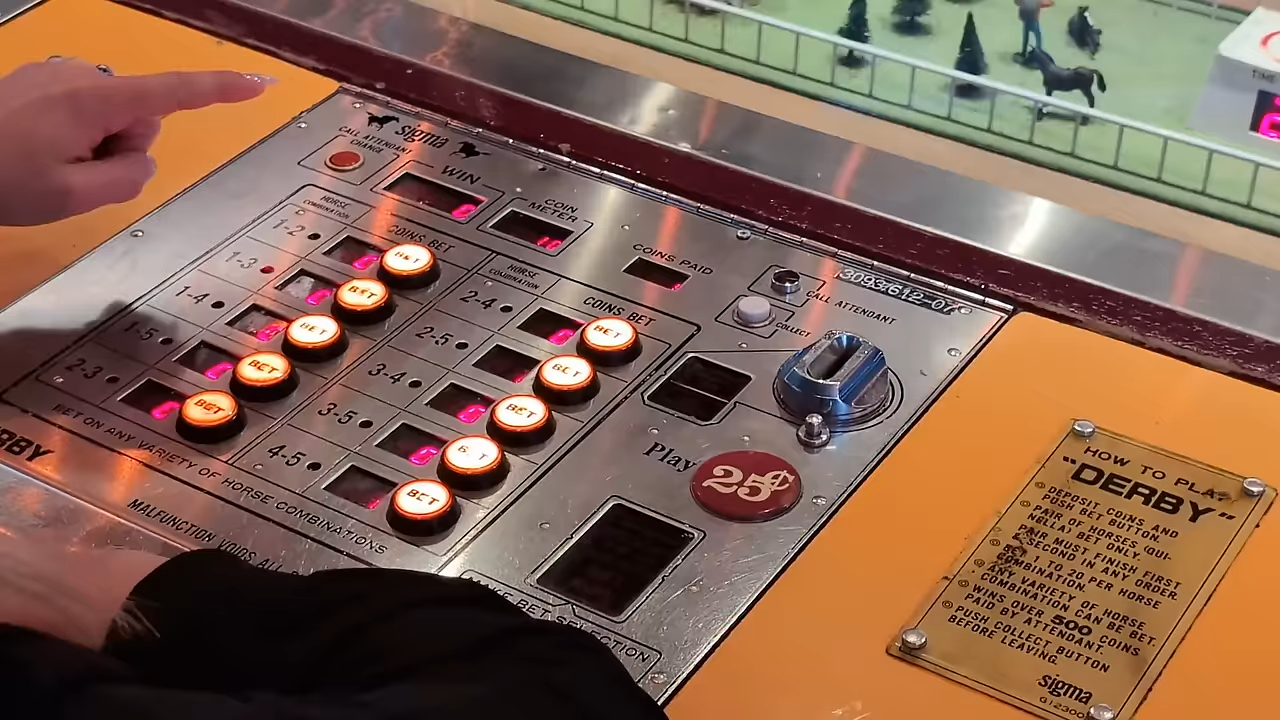 CALL ATTENDANT
CHANGE
sigma
WIN
COIN
METER
COINS PAID
3093/612-07
CALL ATTENDANT
COLLECT
HORSE
COMBINATION
COINS BET
1-2
BET
1-3
BET
1-4
BET
1-5
BET
2-3
BET
HORSE
COMBINATION
COINS BET
2-4
BET
2-5
BET
3-4
BET
3-5
BET
4-5
BET
BET ON ANY VARIETY OF HORSE COMBINATIONS
MALFUNCTION VOIDS ALL
Play
25¢
MAKE BET SELECTION
TIME
HOW TO PLAY
"DERBY"
DEPOSIT COINS AND
PUSH BET BUTTON.
PAIR OF HORSES, (QUI-
NELLA) BET ONLY.
PAIR MUST FINISH FIRST
& SECOND IN ANY ORDER.
BET 1 TO 20 PER HORSE
COMBINATION.
ANY VARIETY OF HORSE
COMBINATION CAN BE BET.
WINS OVER 500 COINS
PAID BY ATTENDANT.
PUSH COLLECT BUTTON
BEFORE LEAVING.
sigma